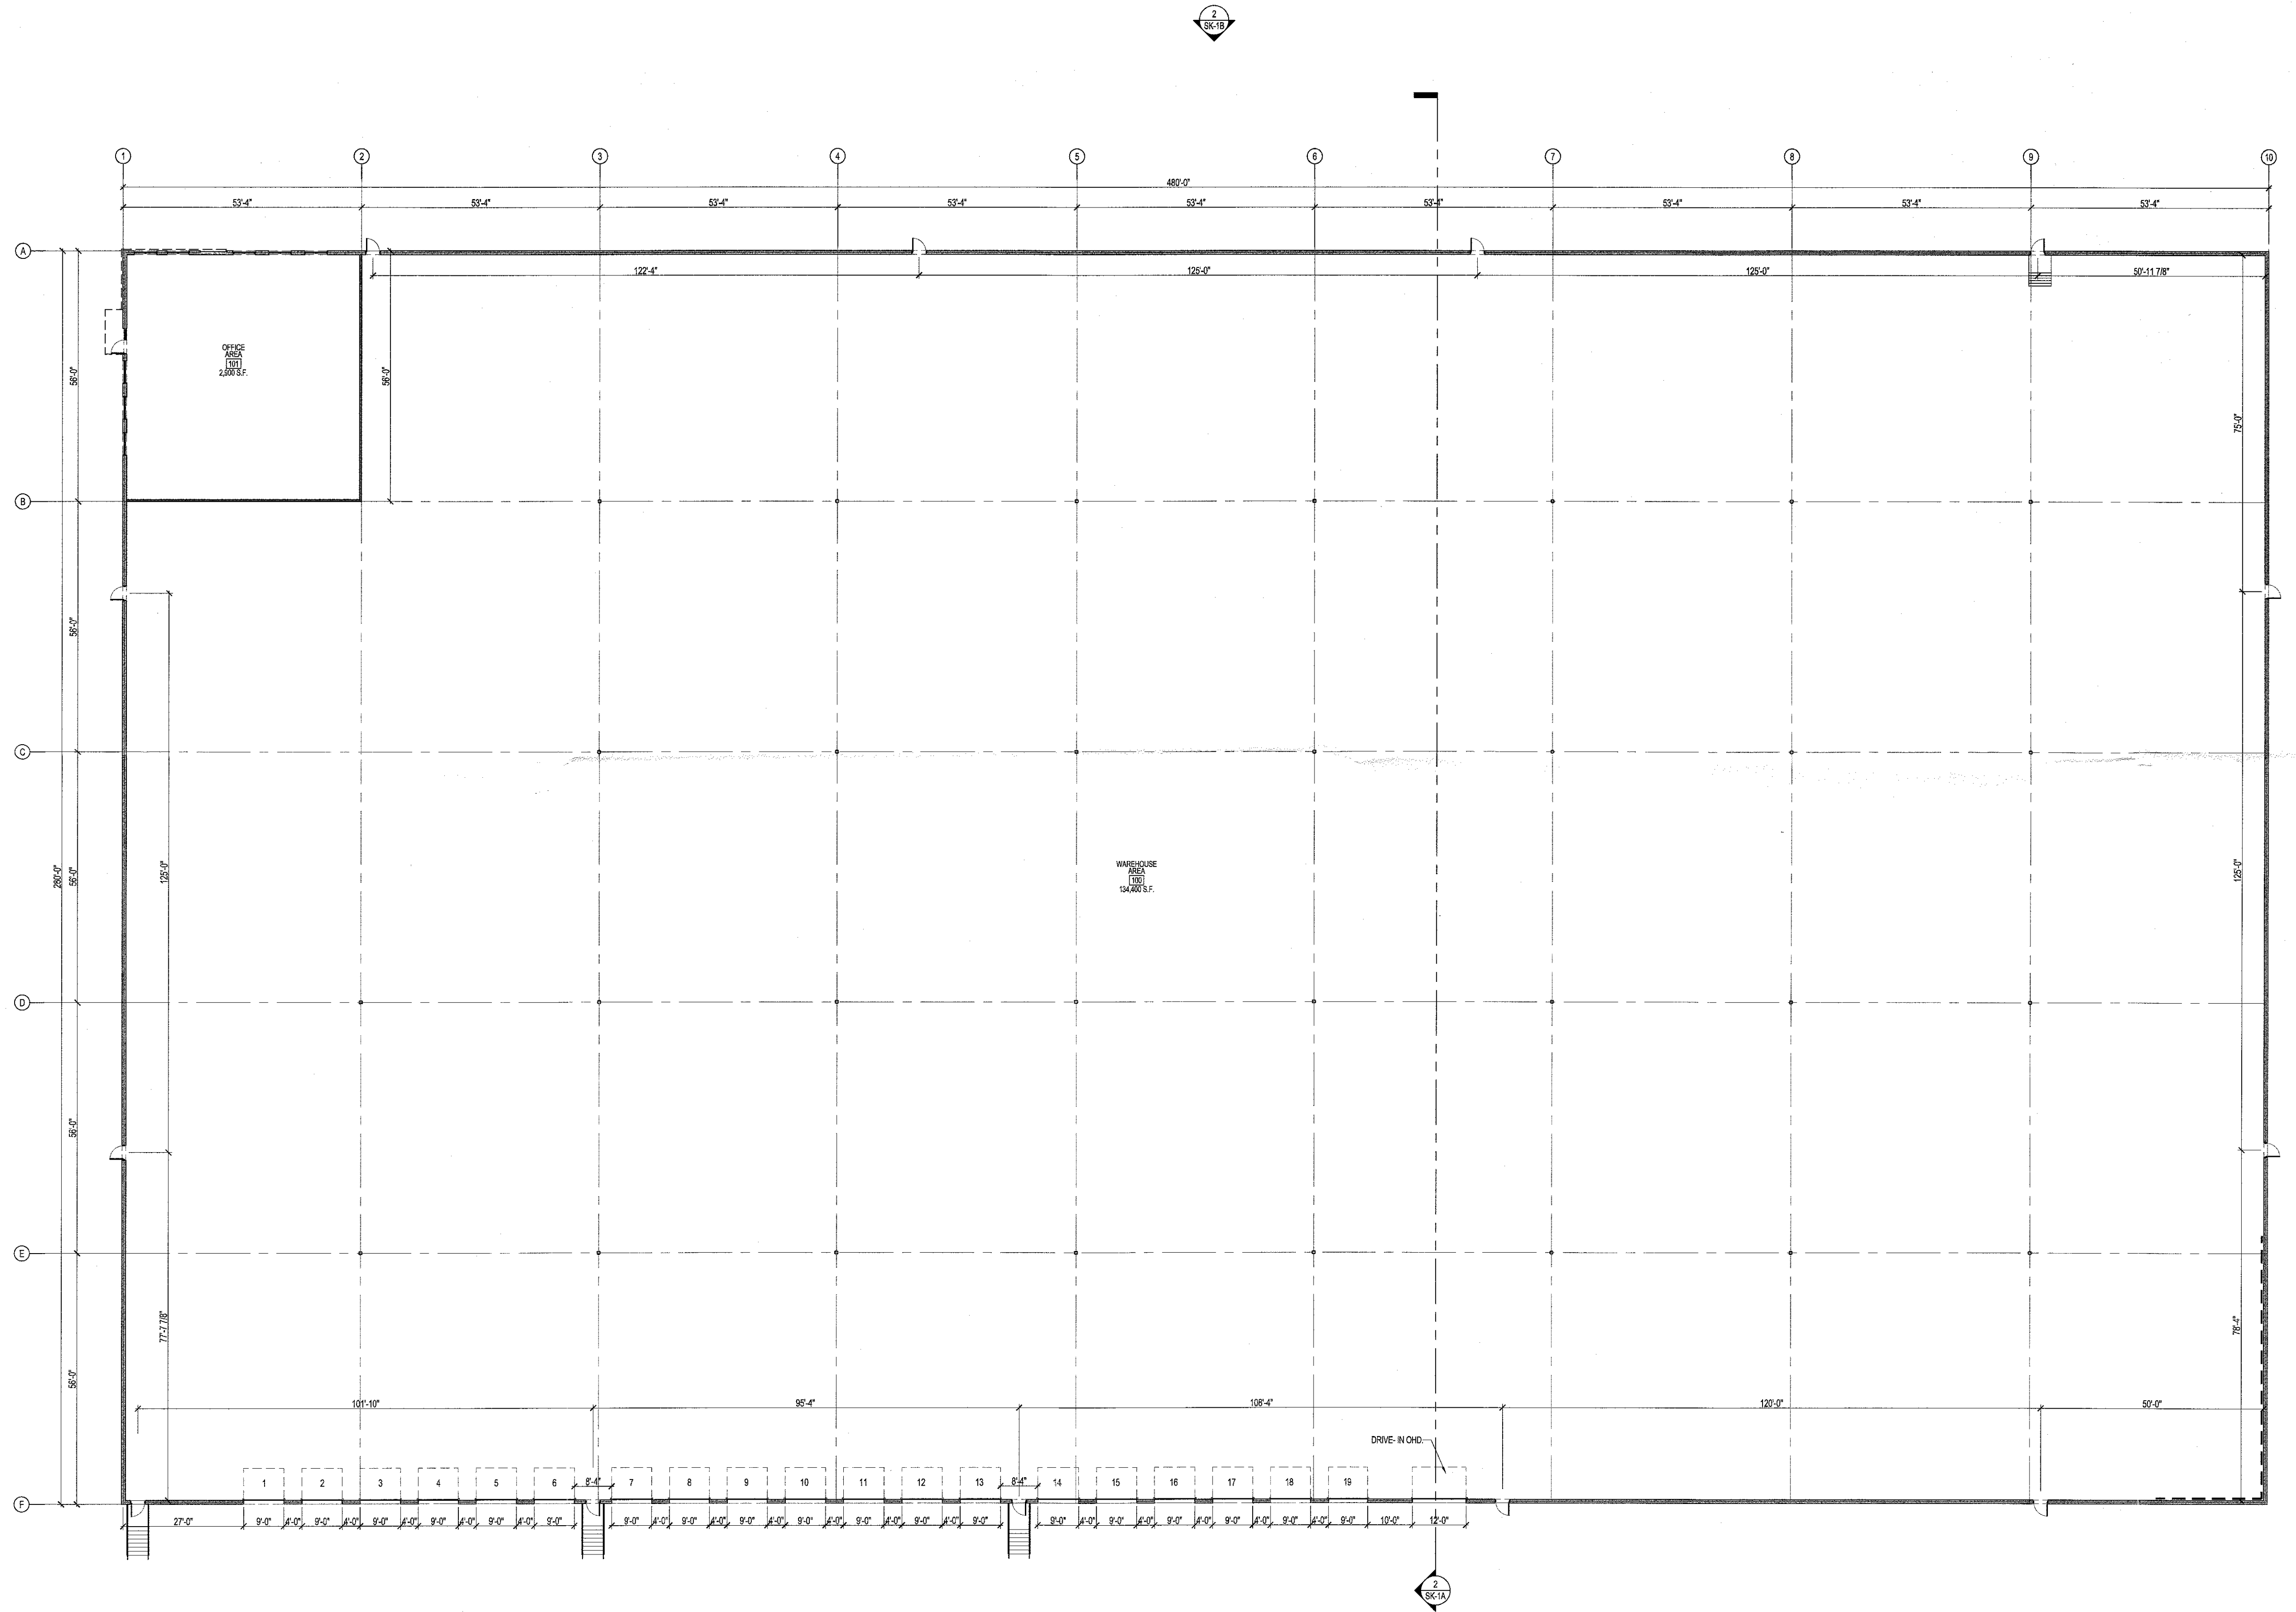 2
SK-1B
1 2 3 4 5 6 7 8 9 10
480'-0"
53'-4" 53'-4" 53'-4" 53'-4" 53'-4" 53'-4" 53'-4" 53'-4" 53'-4"
A
122'-4" 125'-0" 125'-0" 50'-11 7/8"
OFFICE
AREA
101
2,900 S.F.
56'-0"
56'-0"
75'-0"
B
56'-0"
C
WAREHOUSE
AREA
100
134,400 S.F.
280'-0"
56'-0"
125'-0"
125'-0"
D
56'-0"
E
77'-7 7/8"
78'-4"
56'-0"
101'-10" 95'-4" 108'-4" 120'-0" 50'-0"
DRIVE- IN OHD.
1 2 3 4 5 6 8'-4" 7 8 9 10 11 12 13 8'-4" 14 15 16 17 18 19
F
27'-0" 9'-0" 4'-0" 9'-0" 4'-0" 9'-0" 4'-0" 9'-0" 4'-0" 9'-0" 4'-0" 9'-0" 9'-0" 4'-0" 9'-0" 4'-0" 9'-0" 4'-0" 9'-0" 4'-0" 9'-0" 4'-0" 9'-0" 4'-0" 9'-0" 9'-0" 4'-0" 9'-0" 4'-0" 9'-0" 4'-0" 9'-0" 4'-0" 9'-0" 4'-0" 9'-0" 10'-0" 12'-0"
2
SK-1A